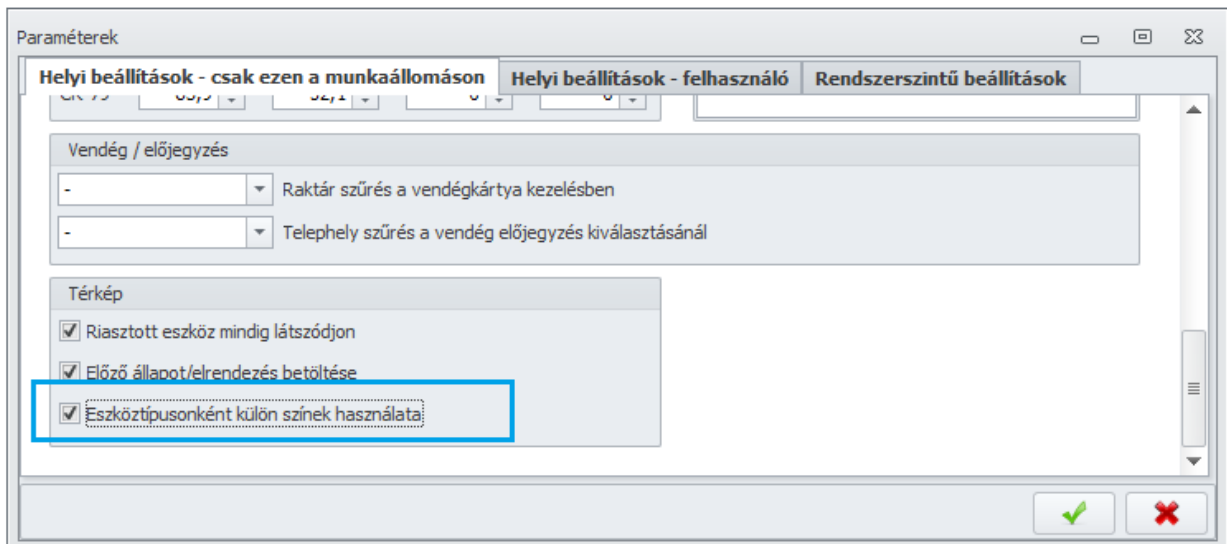 Paraméterek
Helyi beállítások - csak ezen a munkaállomáson Helyi beállítások - felhasználó Rendszerszintű beállítások
Vendég / előjegyzés
- Raktár szűrés a vendégkártya kezelésben
- Telephely szűrés a vendég előjegyzés kiválasztásánál
Térkép
Riasztott eszköz mindig látszódjon
Előző állapot/elrendezés betöltése
Eszköztípusonként külön színek használata